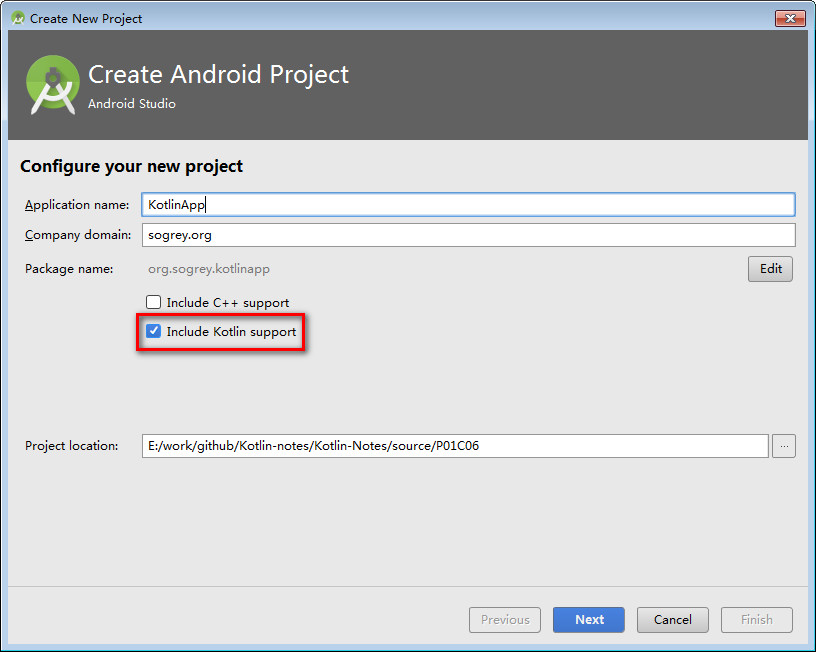 Create New Project
Create Android Project
Android Studio
Configure your new project
Application name: KotlinApp
Company domain: sogrey.org
Package name: org.sogrey.kotlinapp Edit
Include C++ support
Include Kotlin support
Project location: E:/work/github/Kotlin-notes/Kotlin-Notes/source/P01C06 ...
Previous Next Cancel Finish